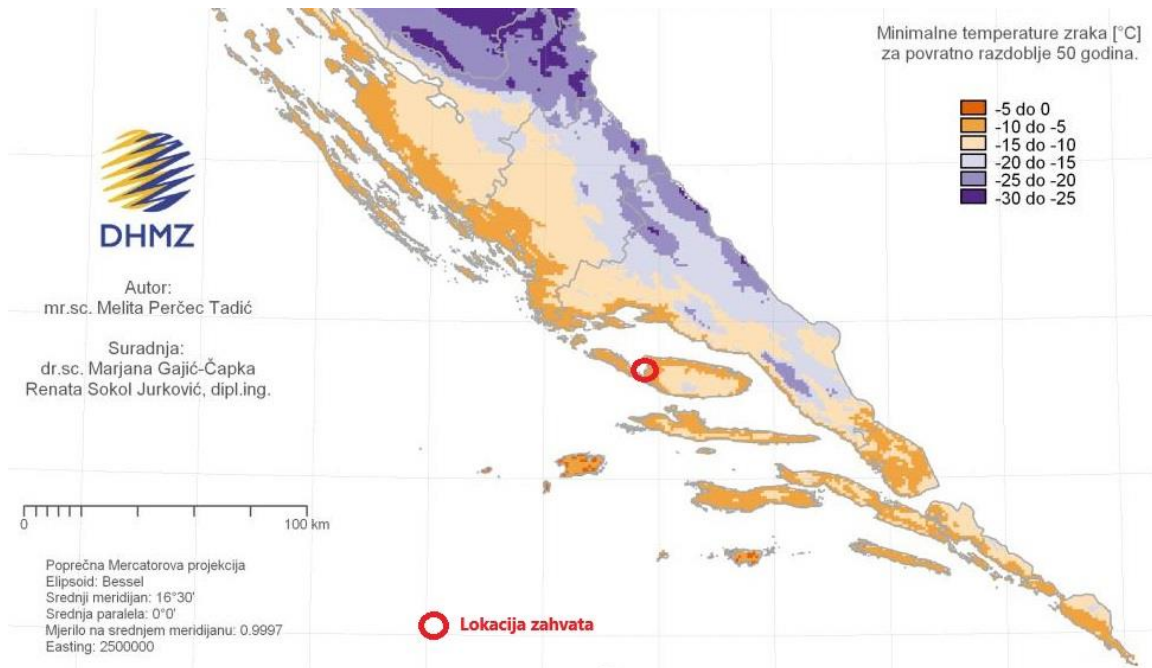 Minimalne temperature zraka [°C]
za povratno razdoblje 50 godina.
-5 do 0
-10 do -5
-15 do -10
-20 do -15
-25 do -20
-30 do -25
DHMZ
Autor:
mr.sc. Melita Perčec Tadić
Suradnja:
dr.sc. Marjana Gajić-Čapka
Renata Sokol Jurković, dipl.ing.
0 100 km
Poprečna Mercatorova projekcija
Elipsoid: Bessel
Srednji meridijan: 16°30'
Srednja paralela: 0°0'
Mjerilo na srednjem meridijanu: 0.9997
Easting: 2500000
Lokacija zahvata